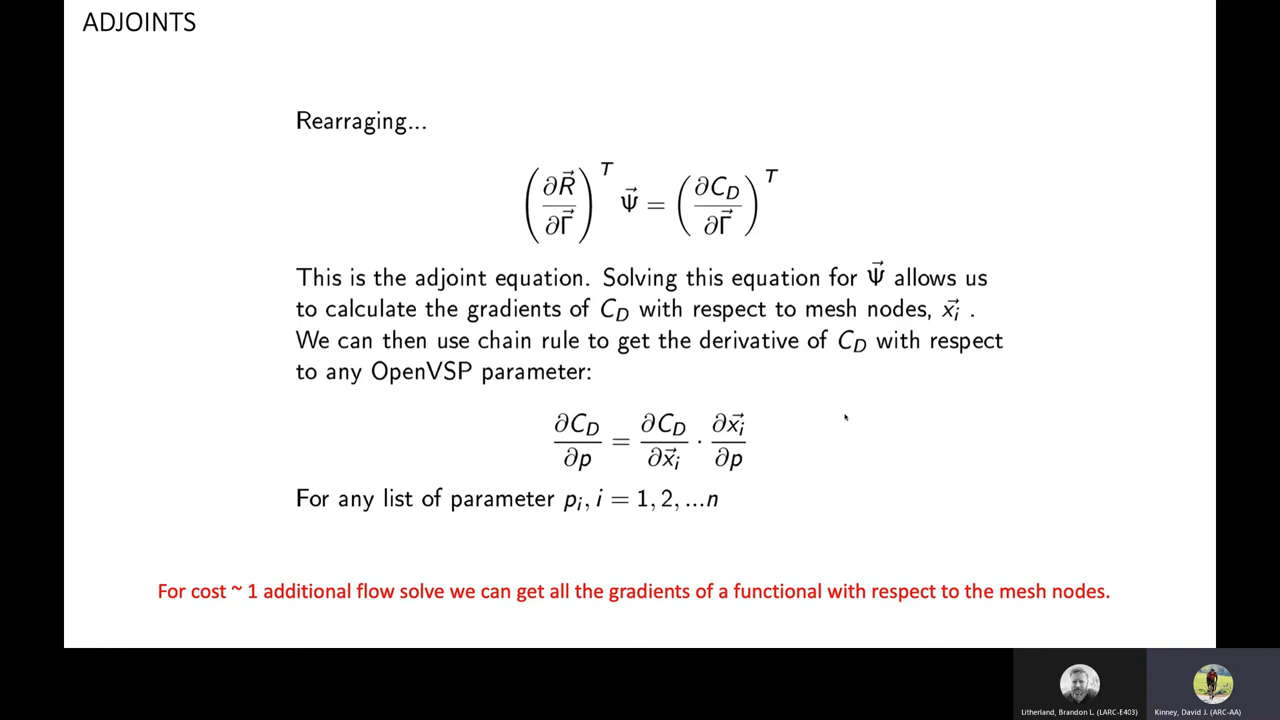 ADJOINTS
Rearraging...
(∂R⃗/∂Γ⃗)^T Ψ⃗ = (∂C_D/∂Γ⃗)^T
This is the adjoint equation. Solving this equation for Ψ⃗ allows us
to calculate the gradients of C_D with respect to mesh nodes, x⃗_i .
We can then use chain rule to get the derivative of C_D with respect
to any OpenVSP parameter:
∂C_D/∂p = ∂C_D/∂x⃗_i · ∂x⃗_i/∂p
For any list of parameter p_i, i = 1, 2, ...n
For cost ~ 1 additional flow solve we can get all the gradients of a functional with respect to the mesh nodes.
Litherland, Brandon L. (LARC-E403)
Kinney, David J. (ARC-AA)